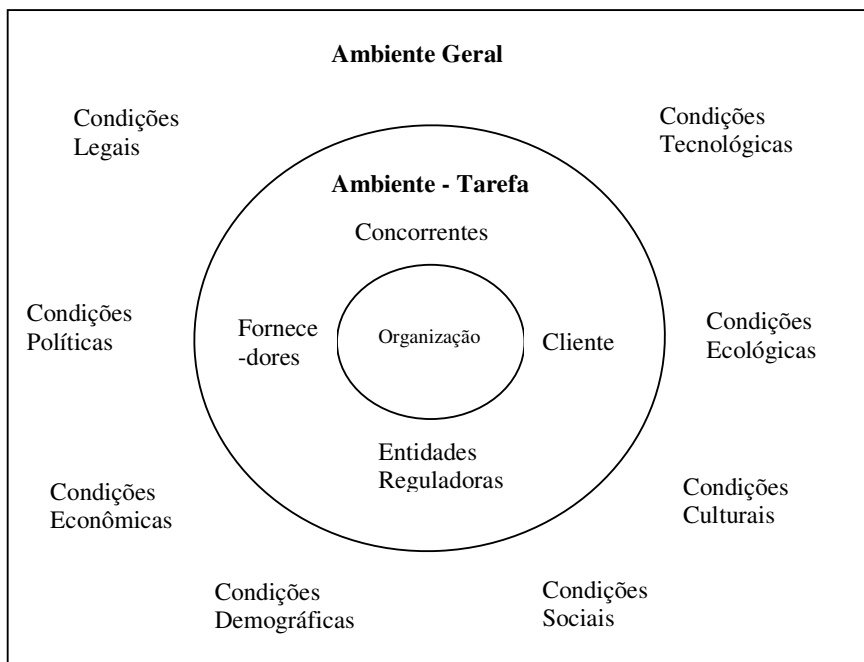 Ambiente Geral
Condições
Legais
Condições
Tecnológicas
Ambiente - Tarefa
Concorrentes
Condições
Políticas
Fornece
-dores
Organização
Cliente
Condições
Ecológicas
Entidades
Reguladoras
Condições
Econômicas
Condições
Culturais
Condições
Demográficas
Condições
Sociais